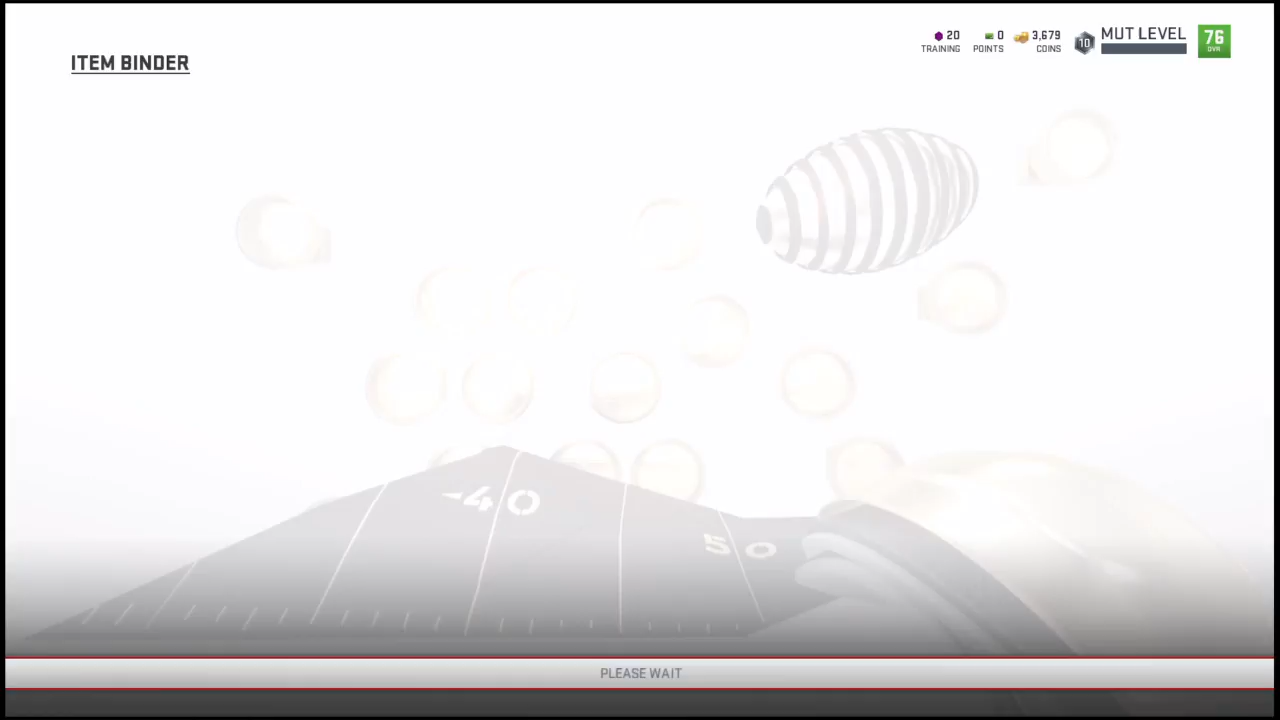 ITEM BINDER
20
TRAINING
0
POINTS
3,679
COINS
10
MUT LEVEL
76
OVR
40
50
PLEASE WAIT